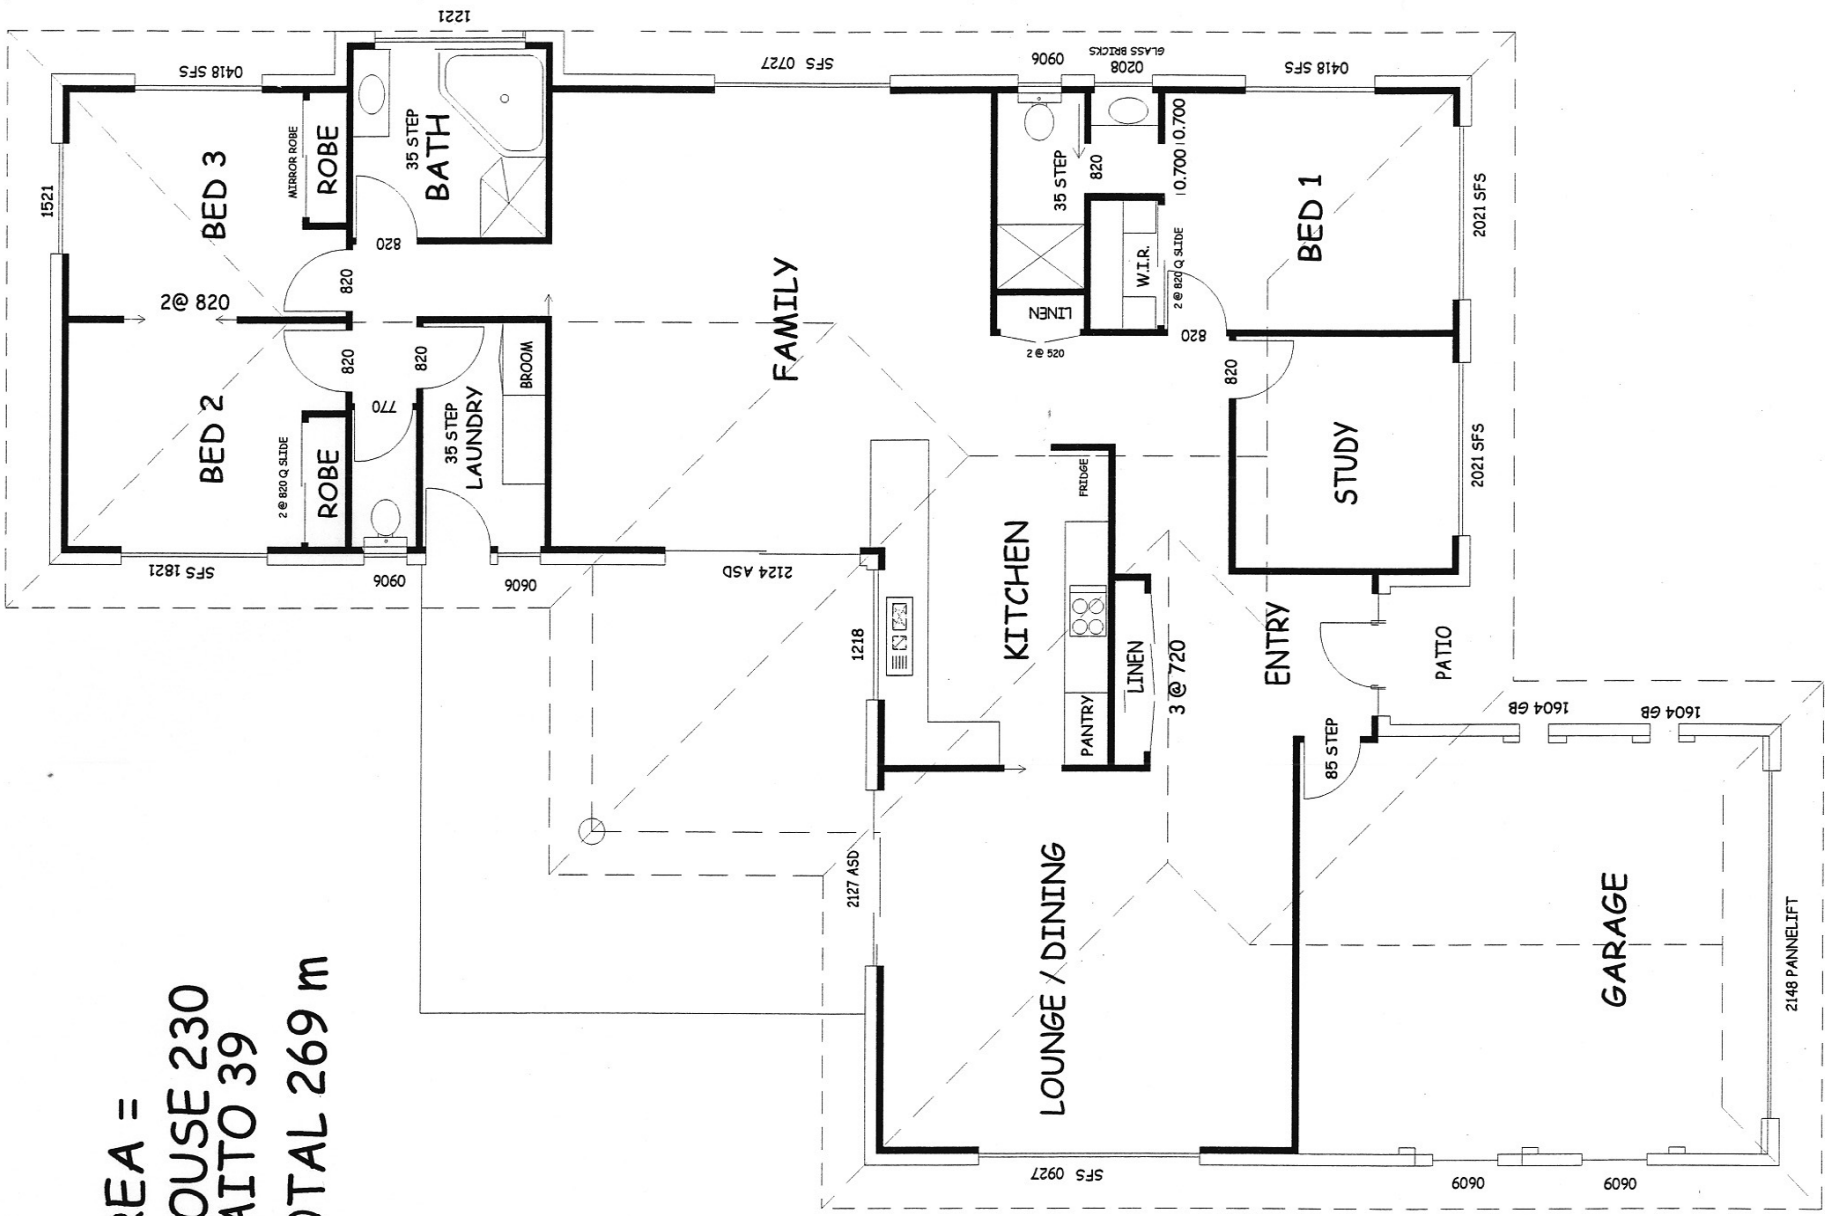 1221
0418 SFS
SFS 0727
0906
GLASS BRICKS
0208
0418 SFS
1521
BED 3
MIRROR ROBE
ROBE
35 STEP
BATH
820
820
2@ 820
FAMILY
35 STEP
820
0.700
0.700
W.I.R.
2 @ 820 Q SLIDE
LINEN
2 @ 520
820
BED 1
2021 SFS
BED 2
2 @ 820 Q SLIDE
ROBE
820
770
820
35 STEP
LAUNDRY
BROOM
820
STUDY
2021 SFS
SFS 1821
0906
0606
2124 ASD
1218
KITCHEN
FRIDGE
PANTRY
LINEN
3 @ 720
ENTRY
PATIO
85 STEP
1604 GB
1604 GB
2127 ASD
LOUNGE / DINING
GARAGE
2148 PANNELIFT
SFS 0927
0609
0609
REA =
OUSE 230
AITO 39
OTAL 269 m